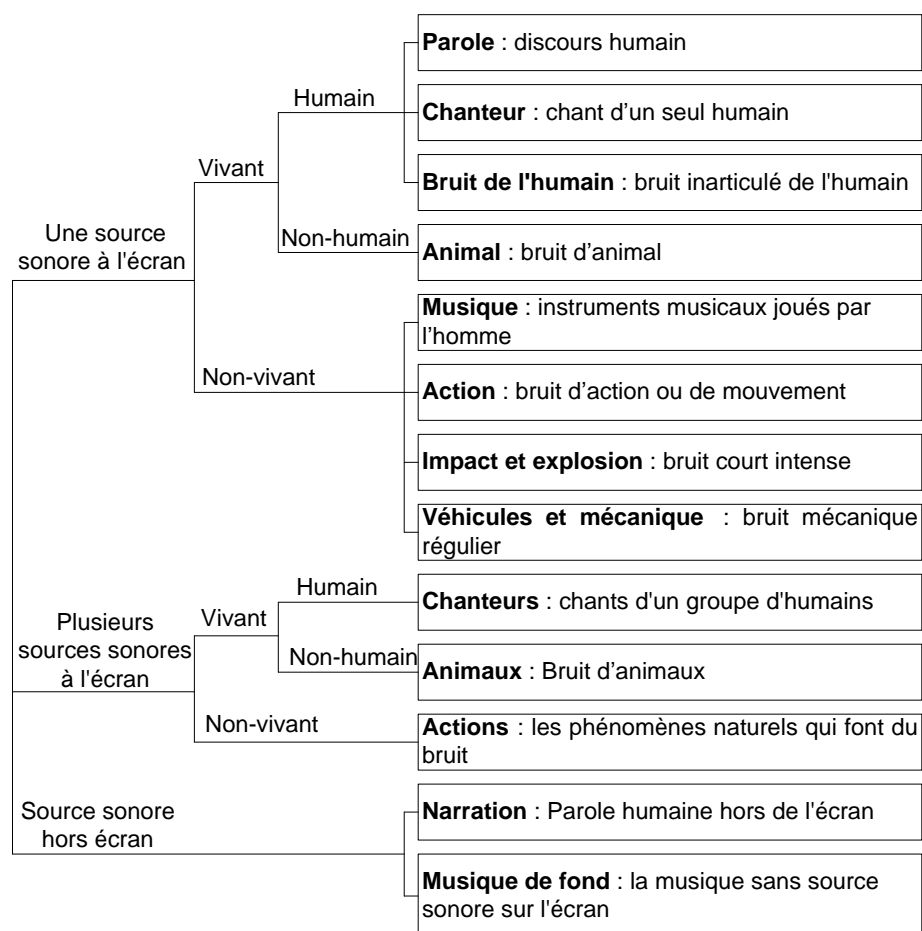 Parole : discours humain
Humain
Chanteur : chant d’un seul humain
Vivant
Bruit de l'humain : bruit inarticulé de l'humain
Une source
sonore à l'écran
Non-humain
Animal : bruit d’animal
Musique : instruments musicaux joués par
l’homme
Non-vivant
Action : bruit d’action ou de mouvement
Impact et explosion : bruit court intense
Véhicules et mécanique : bruit mécanique
régulier
Humain
Chanteurs : chants d'un groupe d'humains
Vivant
Plusieurs
sources sonores
à l'écran
Non-humain
Animaux : Bruit d’animaux
Non-vivant
Actions : les phénomènes naturels qui font du
bruit
Source sonore
hors écran
Narration : Parole humaine hors de l'écran
Musique de fond : la musique sans source
sonore sur l'écran